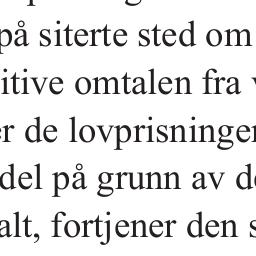 på siterte sted om
itive omtalen fra
er de lovprisninger
del på grunn av de
alt, fortjener den s